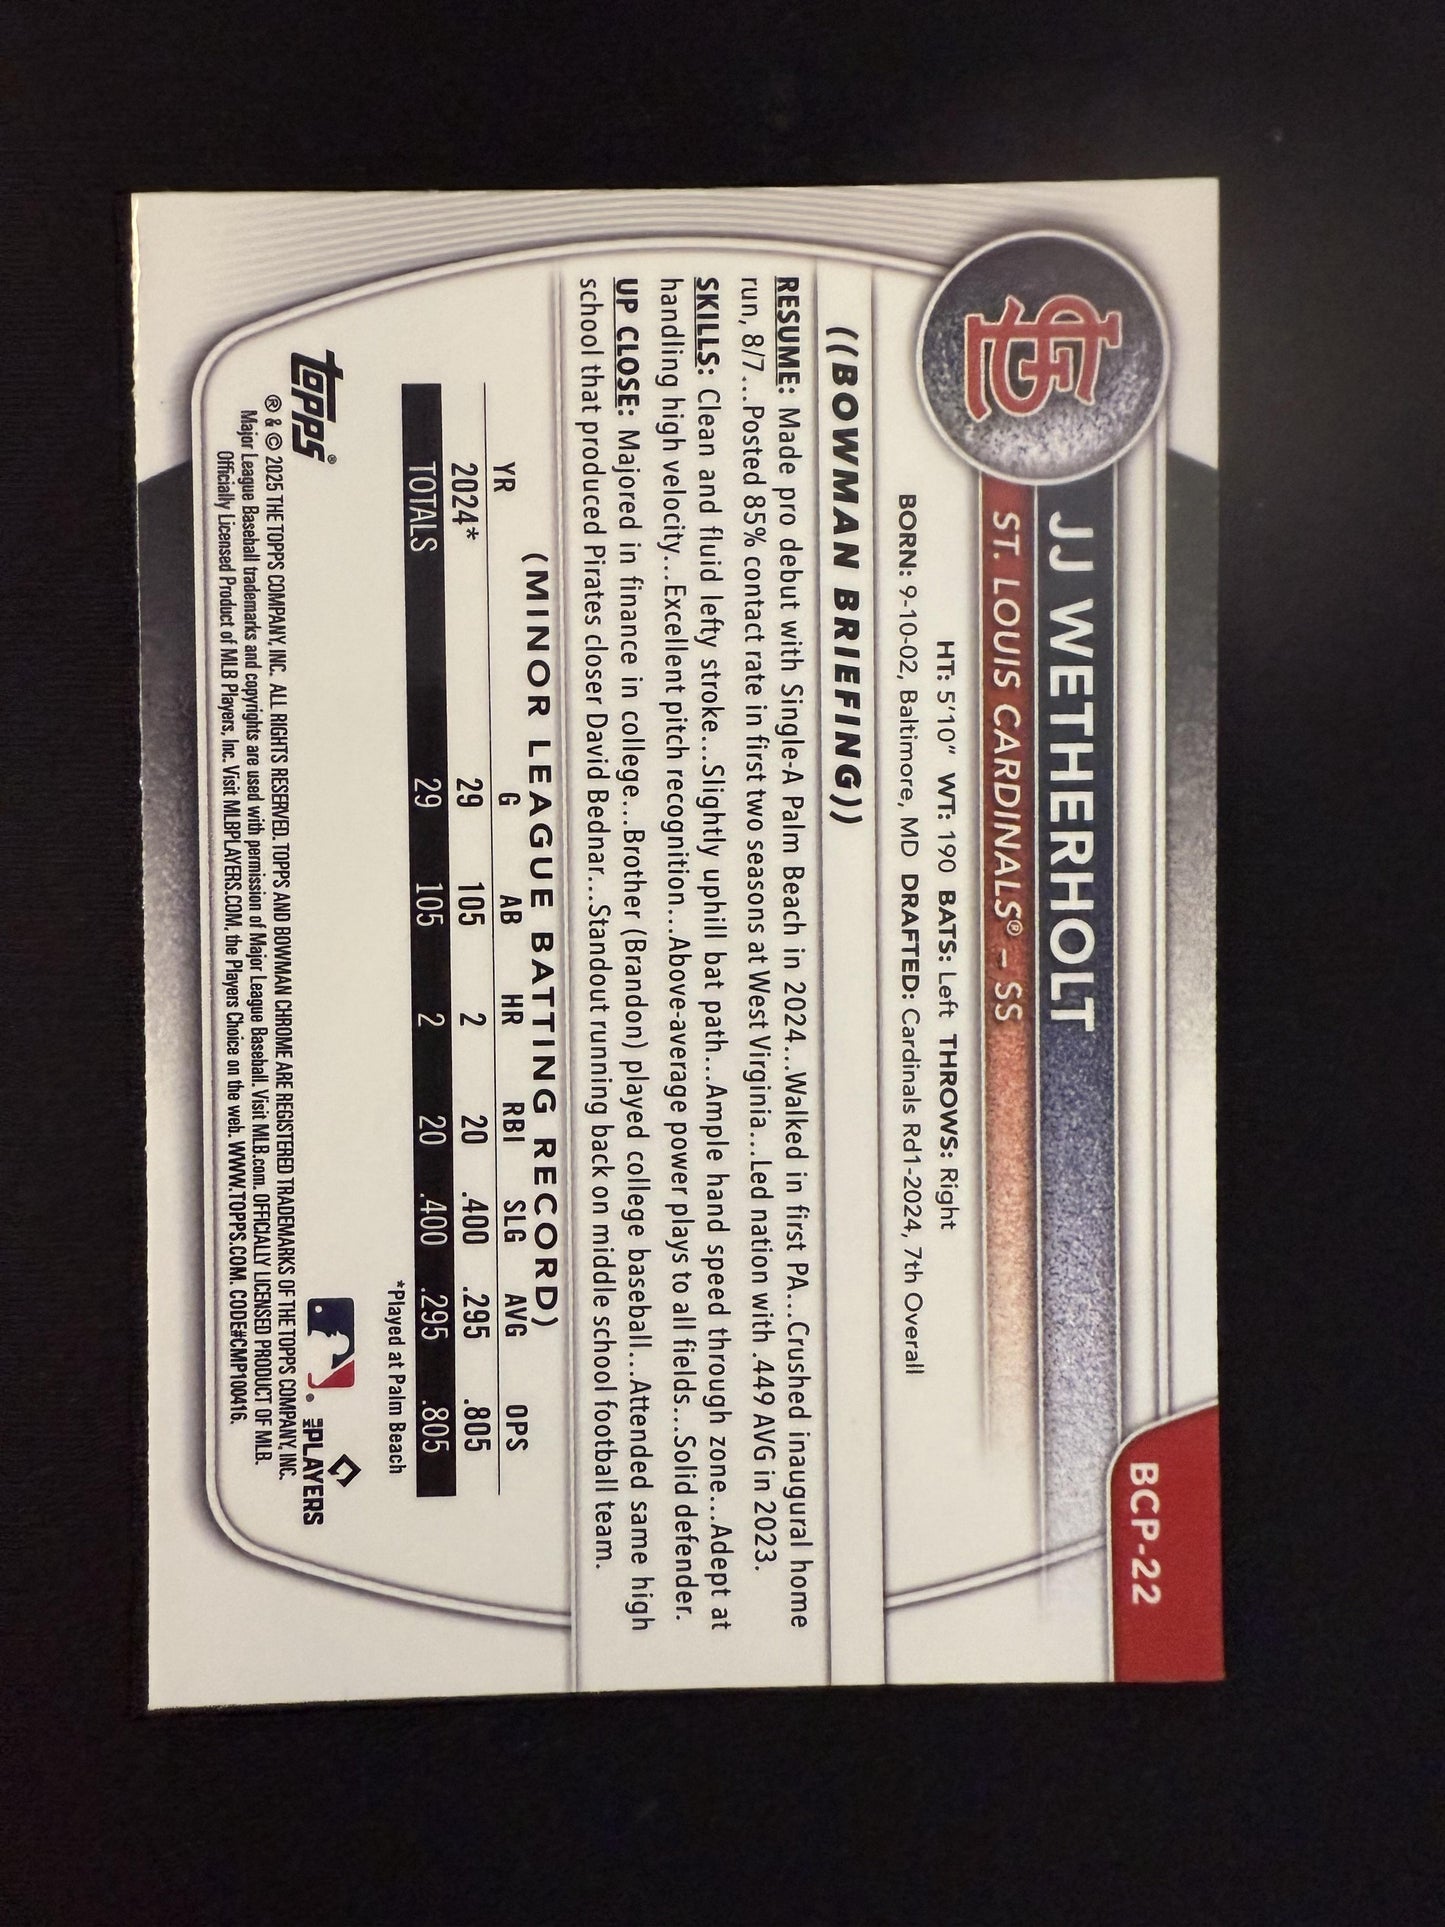 BCP-22
JJ WETHERHOLT
ST. LOUIS CARDINALS® – SS
HT: 5'10" WT: 190 BATS: Left THROWS: Right
BORN: 9-10-02, Baltimore, MD DRAFTED: Cardinals Rd1-2024, 7th Overall
((BOWMAN BRIEFING))
RESUME: Made pro debut with Single-A Palm Beach in 2024...Walked in first PA...Crushed inaugural home
run, 8/7...Posted 85% contact rate in first two seasons at West Virginia...Led nation with .449 AVG in 2023.
SKILLS: Clean and fluid lefty stroke...Slightly uphill bat path...Ample hand speed through zone...Adept at
handling high velocity...Excellent pitch recognition...Above-average power plays to all fields...Solid defender.
UP CLOSE: Majored in finance in college...Brother (Brandon) played college baseball...Attended same high
school that produced Pirates closer David Bednar...Standout running back on middle school football team.
(MINOR LEAGUE BATTING RECORD)
YR G AB HR RBI SLG AVG OPS
2024* 29 105 2 20 .400 .295 .805
TOTALS 29 105 2 20 .400 .295 .805
*Played at Palm Beach
topps®
MLB PLAYERS
® & © 2025 THE TOPPS COMPANY, INC. ALL RIGHTS RESERVED. TOPPS AND BOWMAN CHROME ARE REGISTERED TRADEMARKS OF THE TOPPS COMPANY, INC.
Major League Baseball trademarks and copyrights are used with permission of Major League Baseball. Visit MLB.com. OFFICIALLY LICENSED PRODUCT OF MLB.
Officially Licensed Product of MLB Players, Inc. Visit MLBPLAYERS.COM, the Players Choice on the web. WWW.TOPPS.COM. CODE#CMP100416.